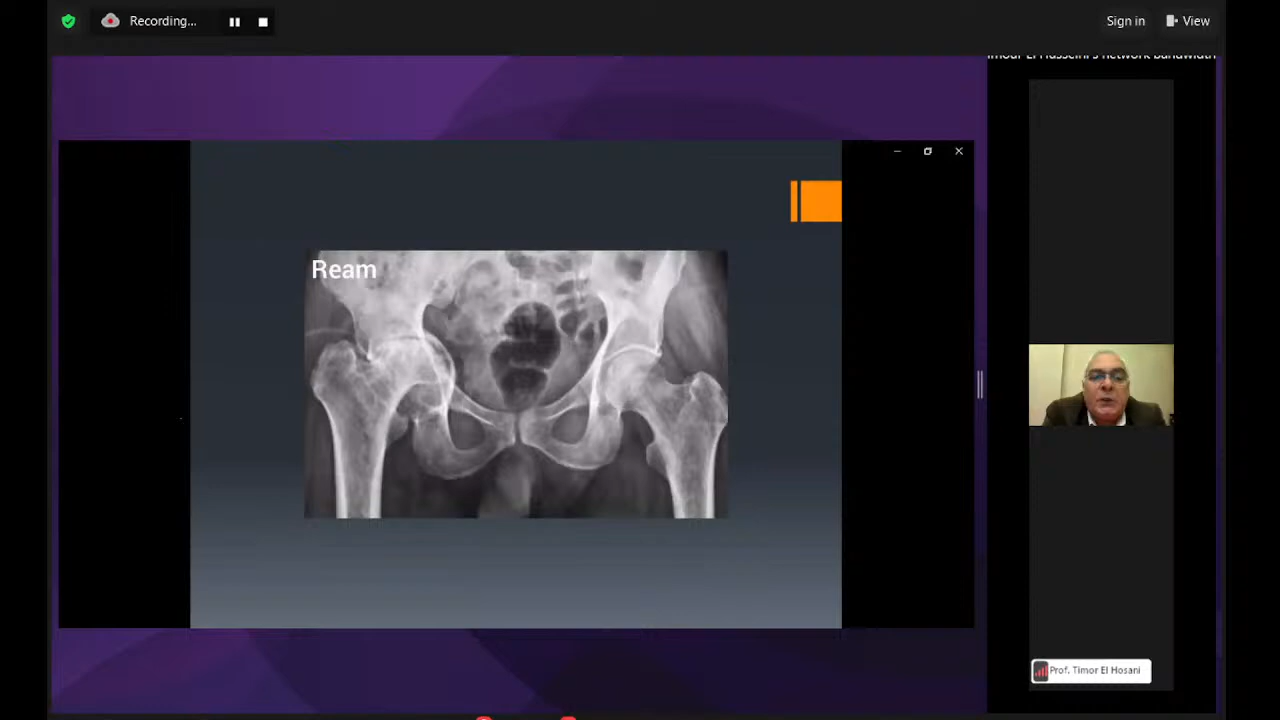 Recording...
Sign in
View
Ream
Prof. Timor El Hosani